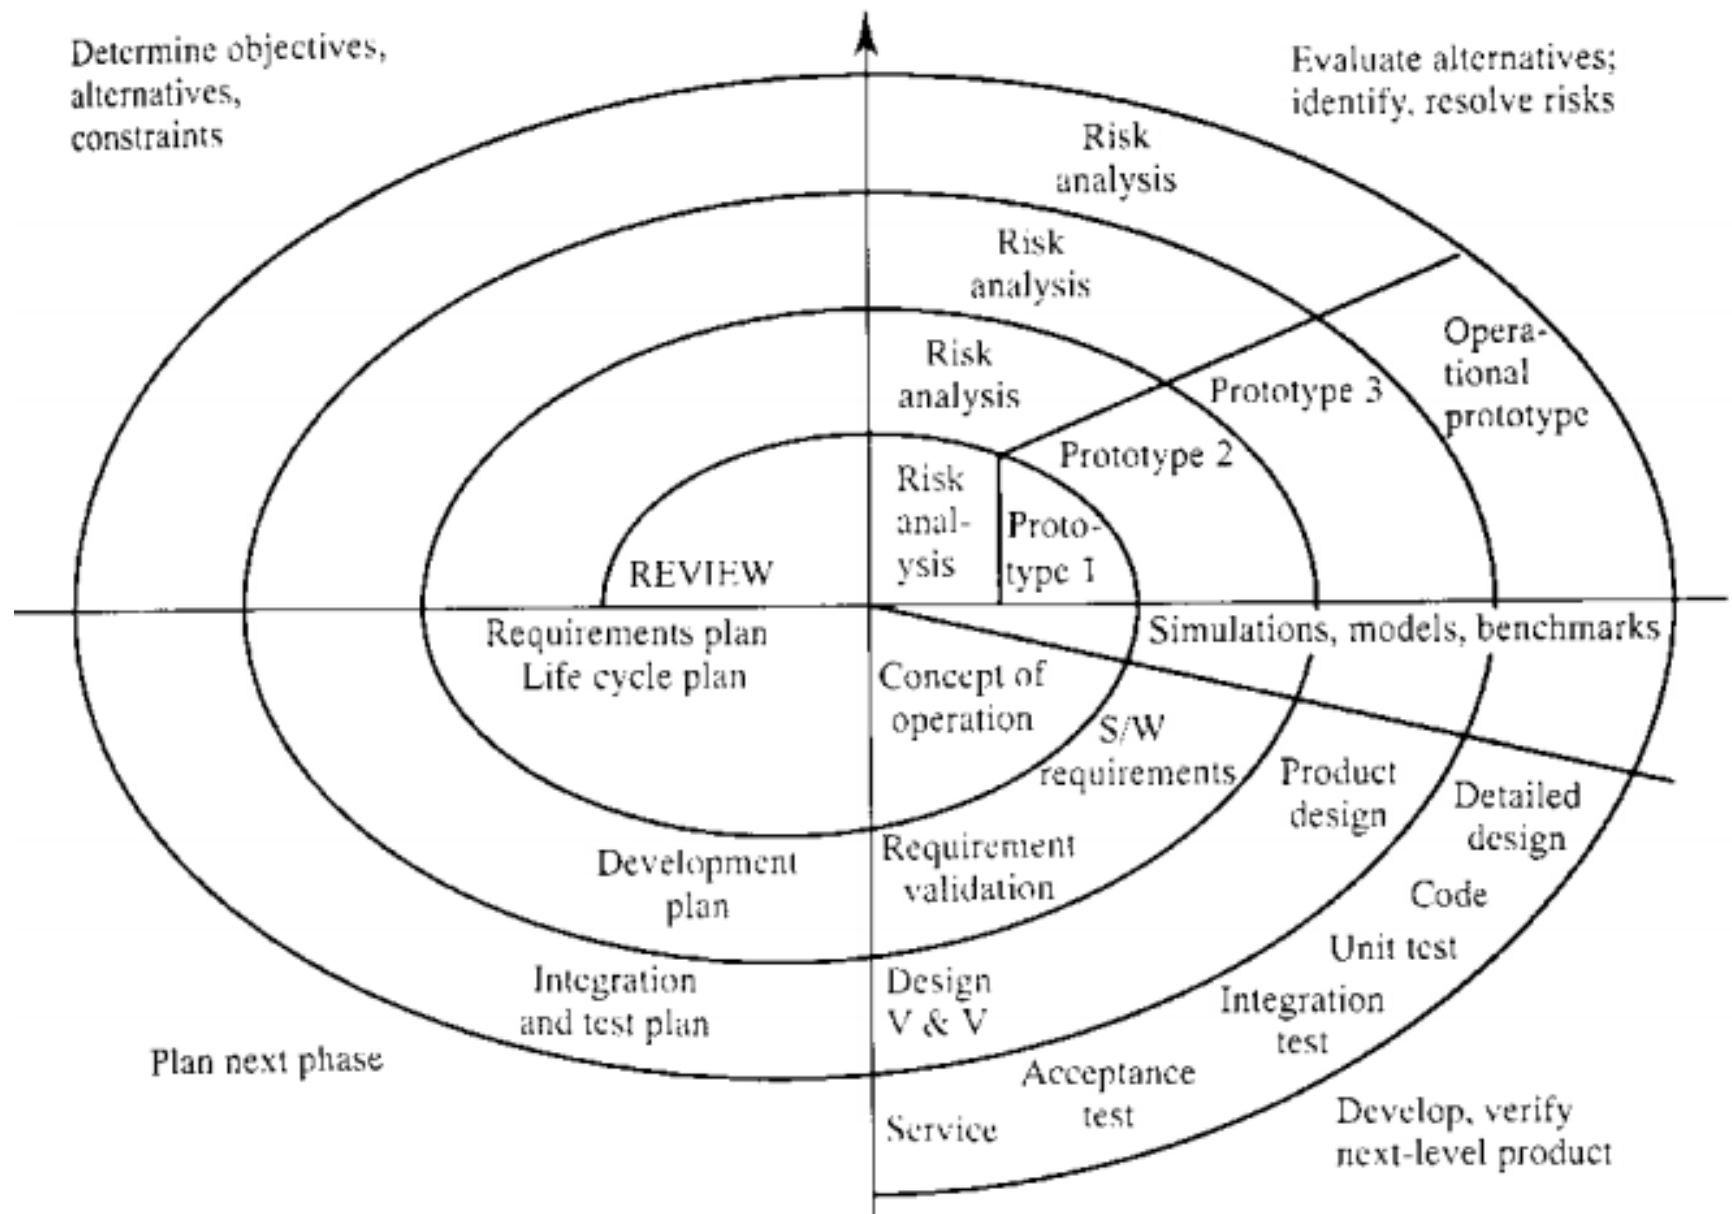 Determine objectives,
alternatives,
constraints
Evaluate alternatives;
identify, resolve risks
Risk
analysis
Risk
analysis
Risk
analysis
Risk
anal-
ysis
Proto-
type 1
Prototype 2
Prototype 3
Opera-
tional
prototype
REVIEW
Requirements plan
Life cycle plan
Simulations, models, benchmarks
Concept of
operation
S/W
requirements
Product
design
Detailed
design
Development
plan
Requirement
validation
Code
Unit test
Integration
and test plan
Design
V & V
Integration
test
Plan next phase
Acceptance
test
Service
Develop, verify
next-level product